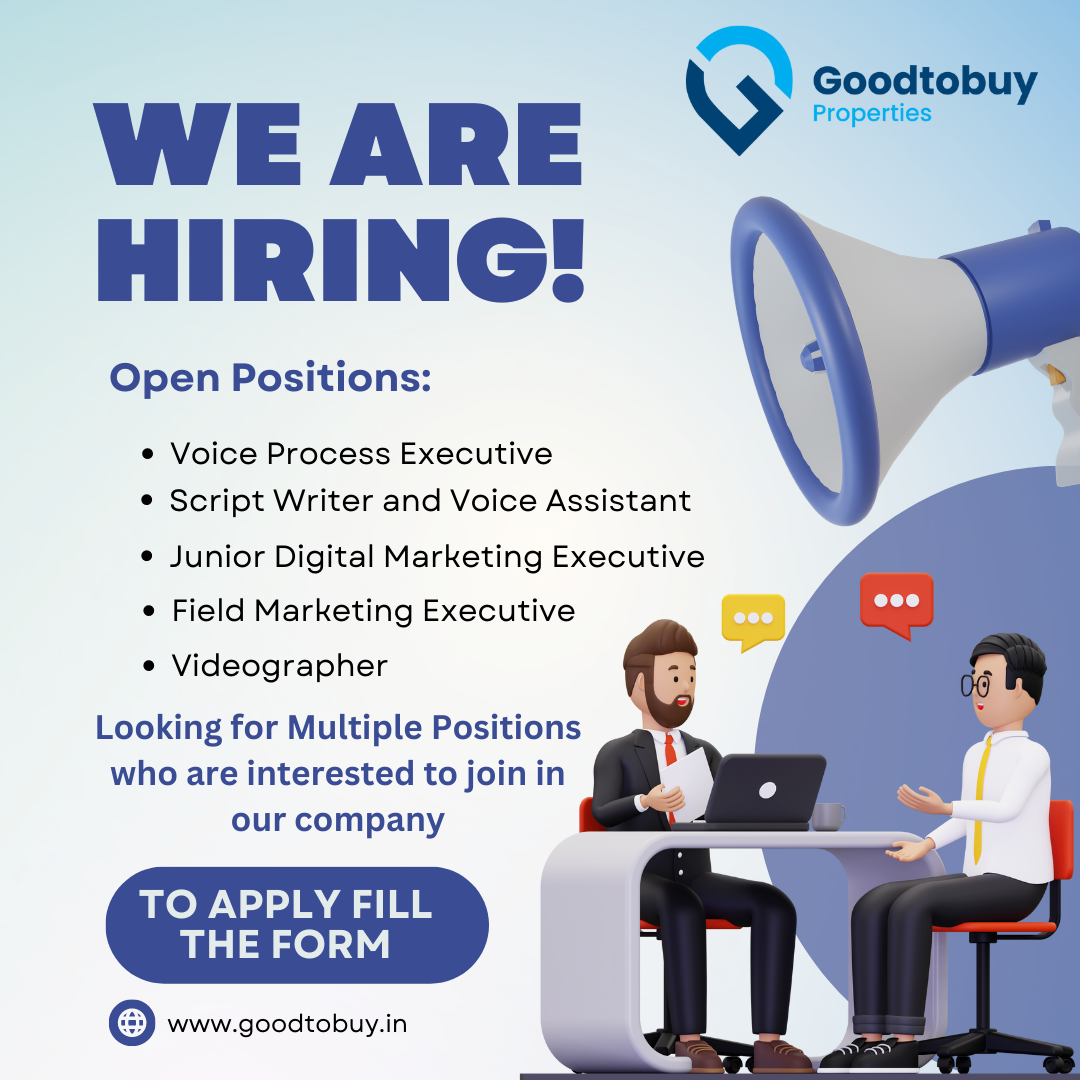 Goodtobuy
Properties
WE ARE
HIRING!
Open Positions:
• Voice Process Executive
• Script Writer and Voice Assistant
• Junior Digital Marketing Executive
• Field Marketing Executive
• Videographer
Looking for Multiple Positions
who are interested to join in
our company
TO APPLY FILL
THE FORM
www.goodtobuy.in